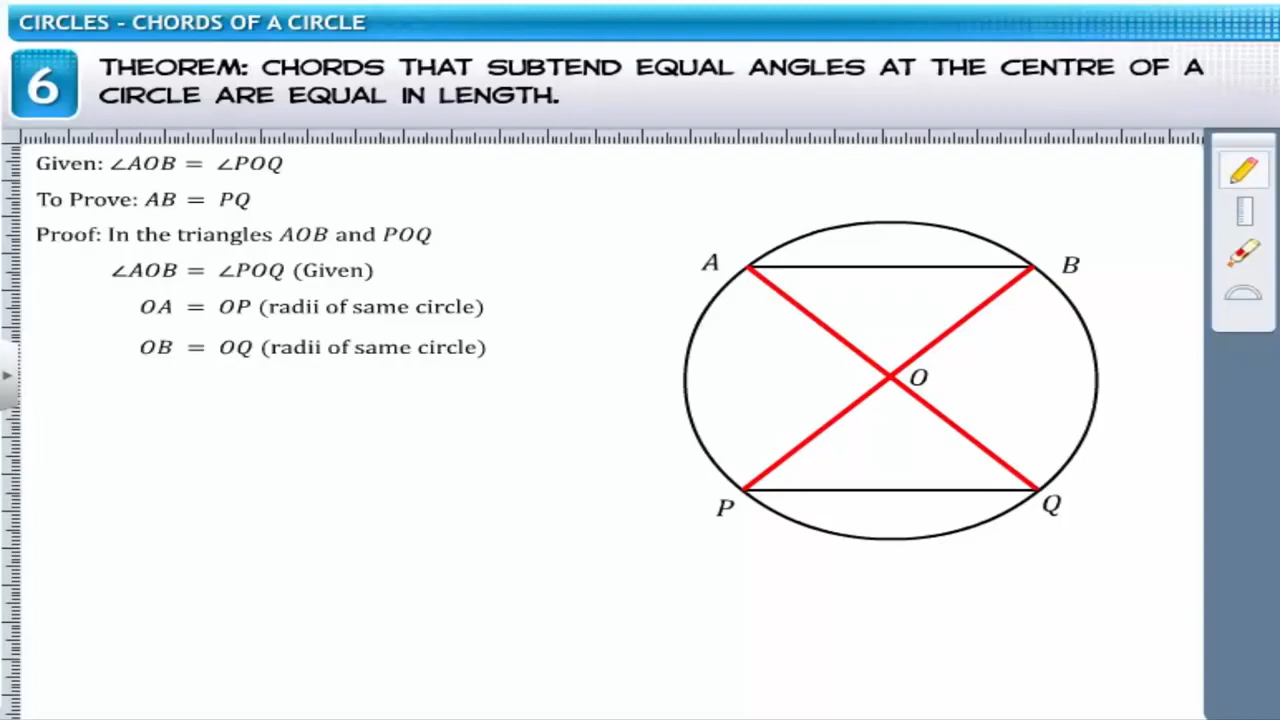 CIRCLES - CHORDS OF A CIRCLE
6
THEOREM: CHORDS THAT SUBTEND EQUAL ANGLES AT THE CENTRE OF A
CIRCLE ARE EQUAL IN LENGTH.
Given: ∠AOB = ∠POQ
To Prove: AB = PQ
Proof: In the triangles AOB and POQ
∠AOB = ∠POQ (Given)
OA = OP (radii of same circle)
OB = OQ (radii of same circle)
A
B
O
P
Q